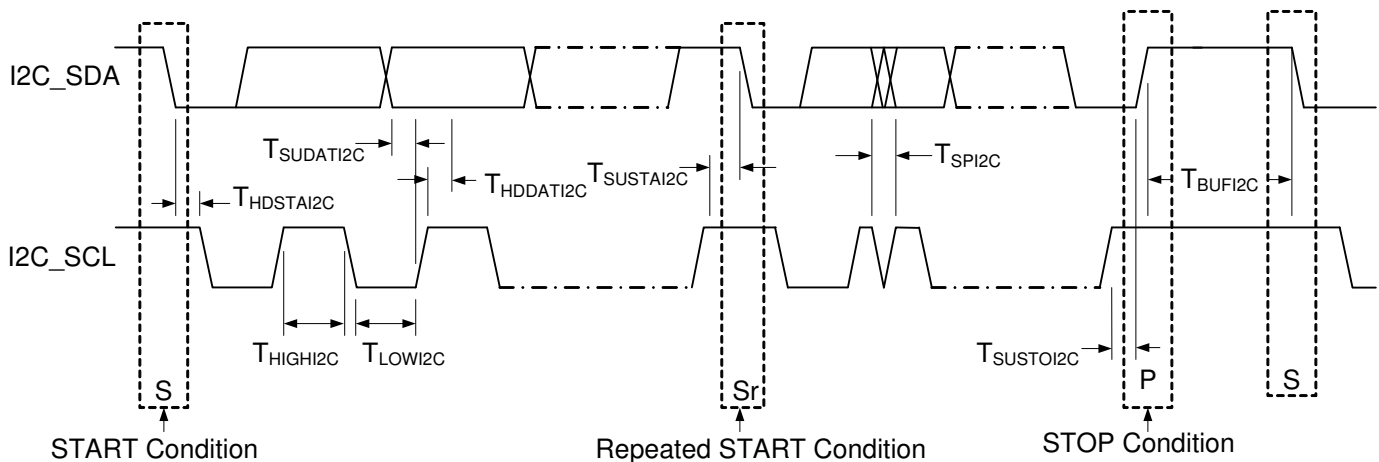 I2C_SDA
T_SUDATI2C
T_HDDATI2C
T_SUSTAI2C
T_SPI2C
T_BUFI2C
T_HDSTAI2C
I2C_SCL
T_HIGHI2C
T_LOWI2C
T_SUSTOI2C
S
Sr
P
S
START Condition
Repeated START Condition
STOP Condition